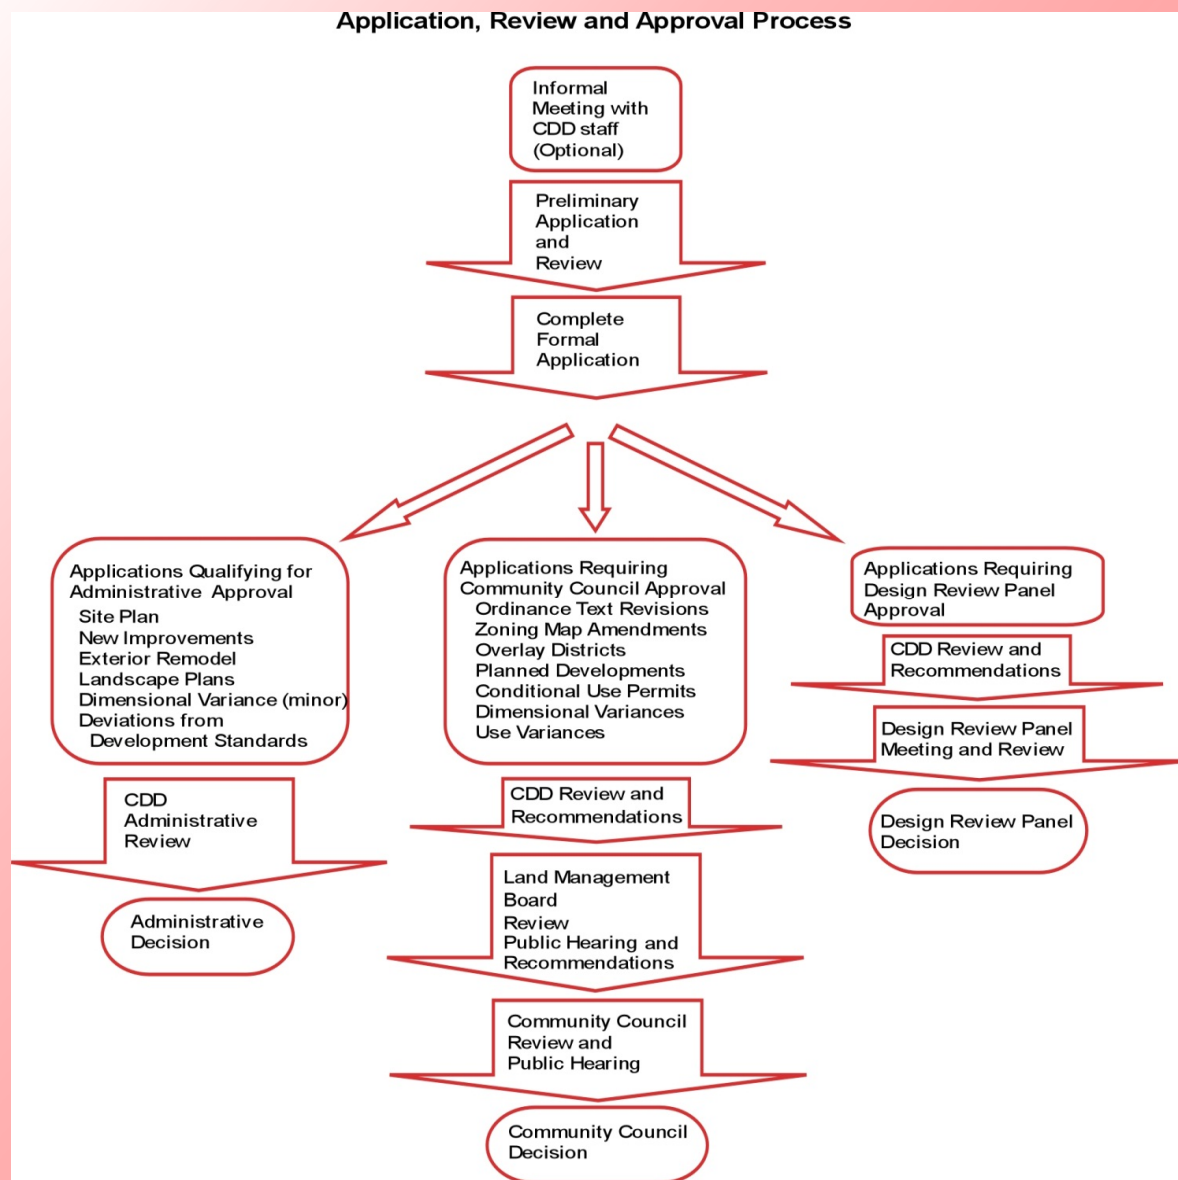 Application, Review and Approval Process
Informal
Meeting with
CDD staff
(Optional)
Preliminary
Application
and
Review
Complete
Formal
Application
Applications Qualifying for
Administrative Approval
Site Plan
New Improvements
Exterior Remodel
Landscape Plans
Dimensional Variance (minor)
Deviations from
Development Standards
CDD
Administrative
Review
Administrative
Decision
Applications Requiring
Community Council Approval
Ordinance Text Revisions
Zoning Map Amendments
Overlay Districts
Planned Developments
Conditional Use Permits
Dimensional Variances
Use Variances
CDD Review and
Recommendations
Land Management
Board
Review
Public Hearing and
Recommendations
Community Council
Review and
Public Hearing
Community Council
Decision
Applications Requiring
Design Review Panel
Approval
CDD Review and
Recommendations
Design Review Panel
Meeting and Review
Design Review Panel
Decision